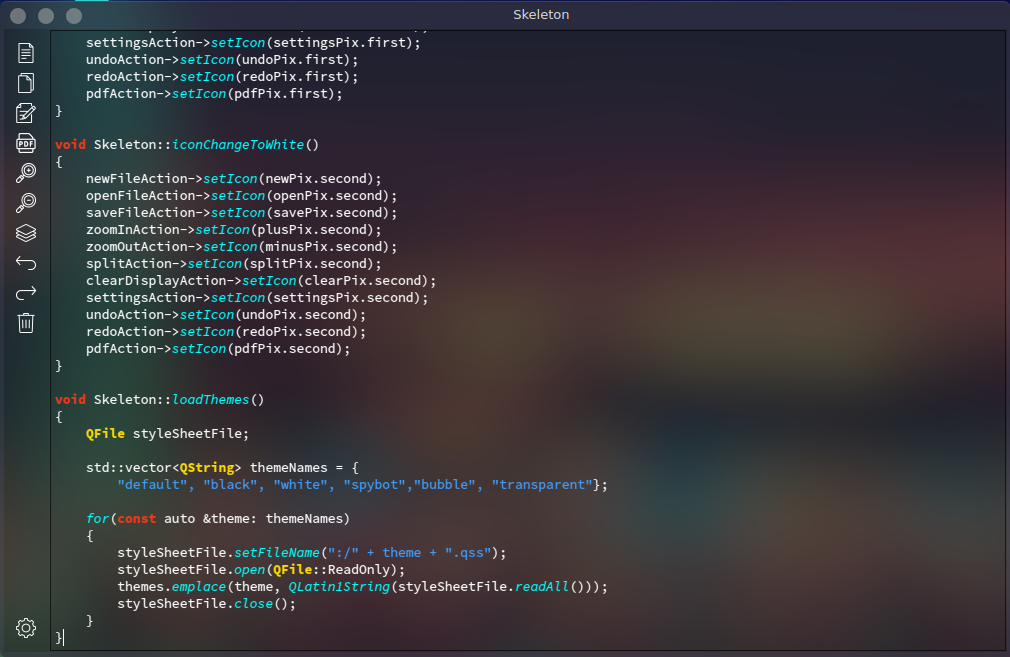 Skeleton
    settingsAction->setIcon(settingsPix.first);
    undoAction->setIcon(undoPix.first);
    redoAction->setIcon(redoPix.first);
    pdfAction->setIcon(pdfPix.first);
}
void Skeleton::iconChangeToWhite()
{
    newFileAction->setIcon(newPix.second);
    openFileAction->setIcon(openPix.second);
    saveFileAction->setIcon(savePix.second);
    zoomInAction->setIcon(plusPix.second);
    zoomOutAction->setIcon(minusPix.second);
    splitAction->setIcon(splitPix.second);
    clearDisplayAction->setIcon(clearPix.second);
    settingsAction->setIcon(settingsPix.second);
    undoAction->setIcon(undoPix.second);
    redoAction->setIcon(redoPix.second);
    pdfAction->setIcon(pdfPix.second);
}
void Skeleton::loadThemes()
{
    QFile styleSheetFile;
    std::vector<QString> themeNames = {
        "default", "black", "white", "spybot","bubble", "transparent"};
    for(const auto &theme: themeNames)
    {
        styleSheetFile.setFileName(":/" + theme + ".qss");
        styleSheetFile.open(QFile::ReadOnly);
        themes.emplace(theme, QLatin1String(styleSheetFile.readAll()));
        styleSheetFile.close();
    }
}
PDF